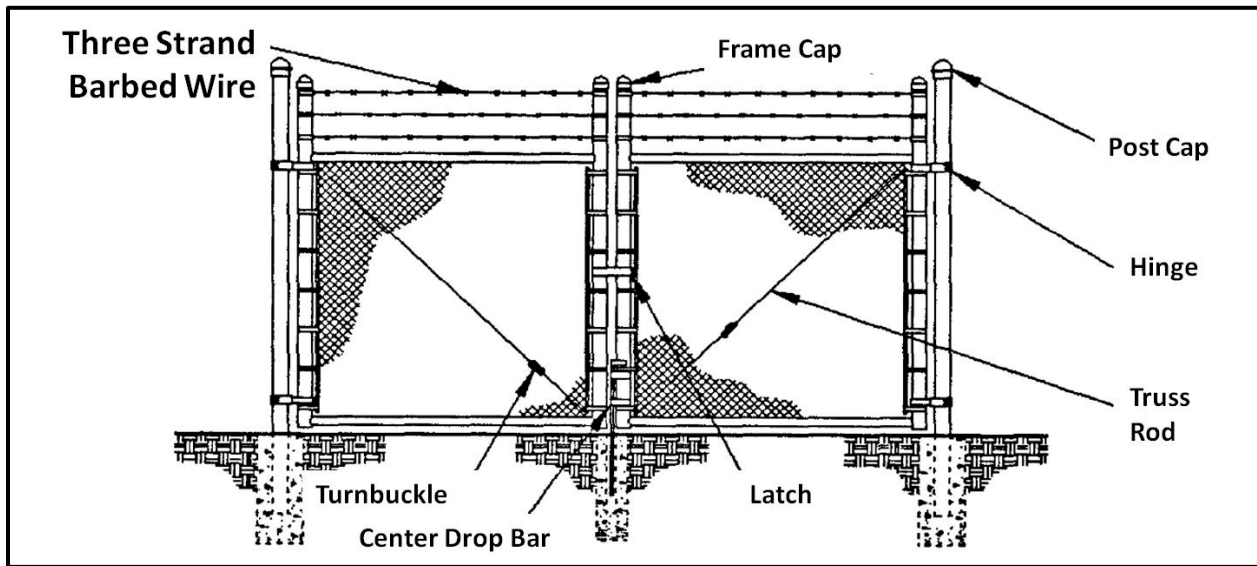 Three Strand
Barbed Wire
Frame Cap
Post Cap
Hinge
Truss
Rod
Turnbuckle
Latch
Center Drop Bar